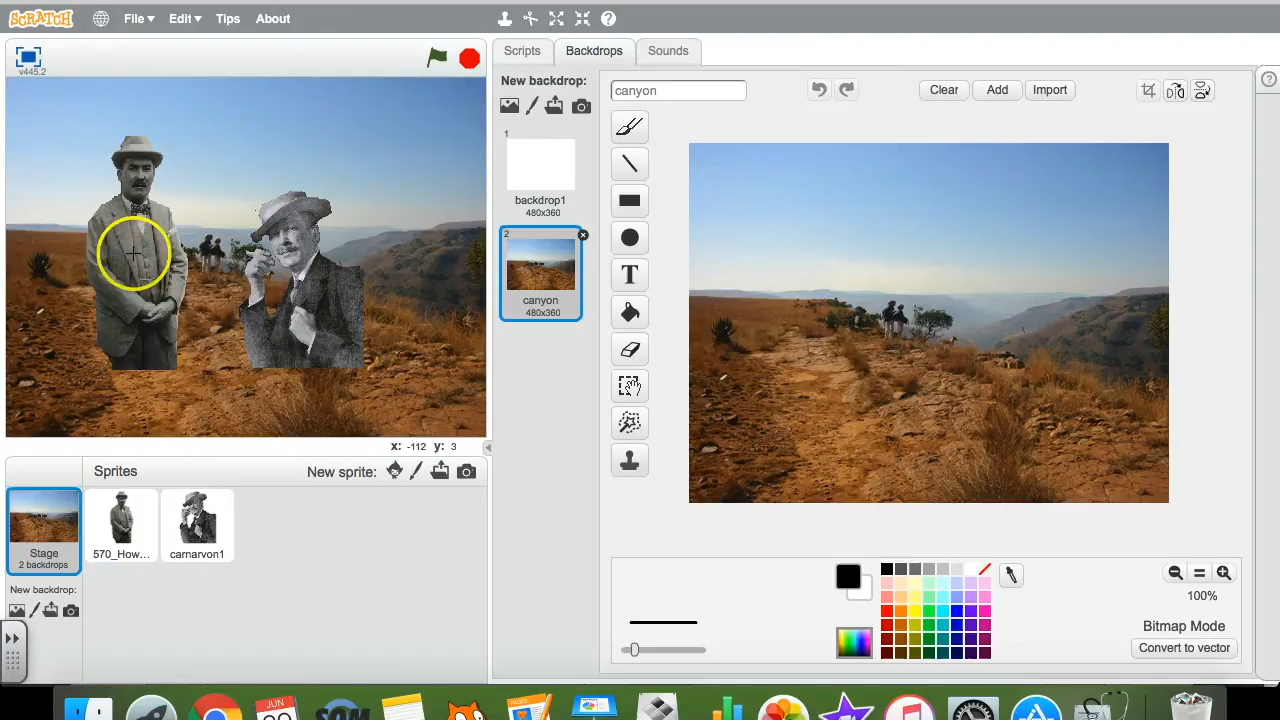 SCRATCH File Edit Tips About
v445.2
Scripts Backdrops Sounds
New backdrop:
canyon
Clear Add Import
1
backdrop1
480x360
2
canyon
480x360
T
x: -112 y: 3
Sprites New sprite:
Stage
2 backdrops
570_How...
carnarvon1
New backdrop:
100%
Bitmap Mode
Convert to vector
JUN